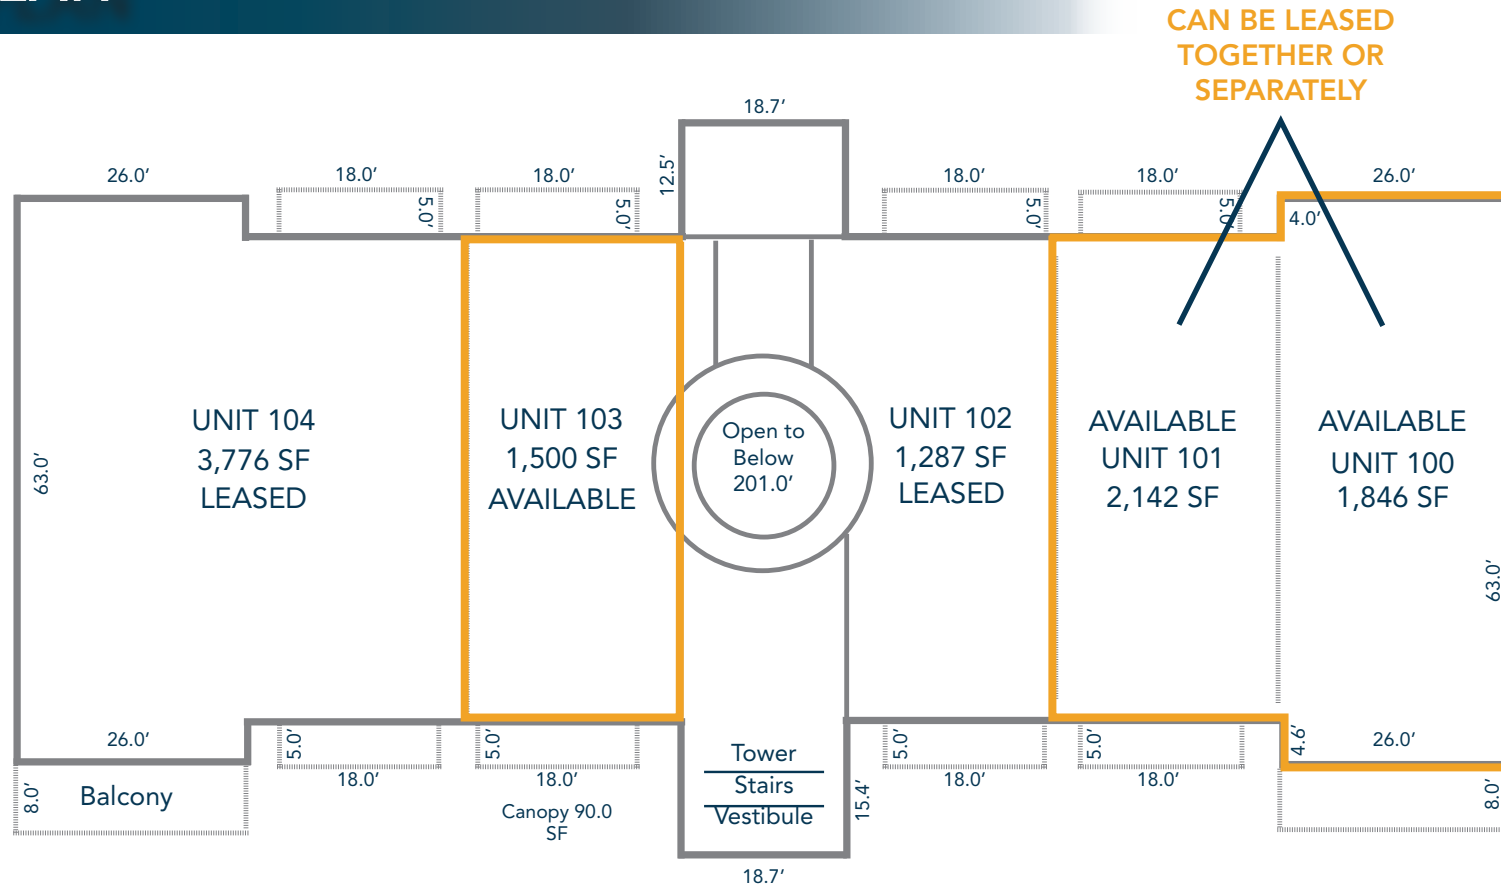 CAN BE LEASED
TOGETHER OR
SEPARATELY
18.7'
26.0'
18.0'
18.0'
12.5'
18.0'
18.0'
26.0'
5.0'
5.0'
5.0'
5.0'
4.0'
UNIT 104
3,776 SF
LEASED
UNIT 103
1,500 SF
AVAILABLE
Open to
Below
201.0'
UNIT 102
1,287 SF
LEASED
AVAILABLE
UNIT 101
2,142 SF
AVAILABLE
UNIT 100
1,846 SF
63.0'
63.0'
26.0'
5.0'
5.0'
5.0'
5.0'
4.6'
26.0'
18.0'
18.0'
18.0'
18.0'
8.0'
Balcony
Canopy 90.0
SF
Tower
Stairs
Vestibule
15.4'
8.0'
18.7'